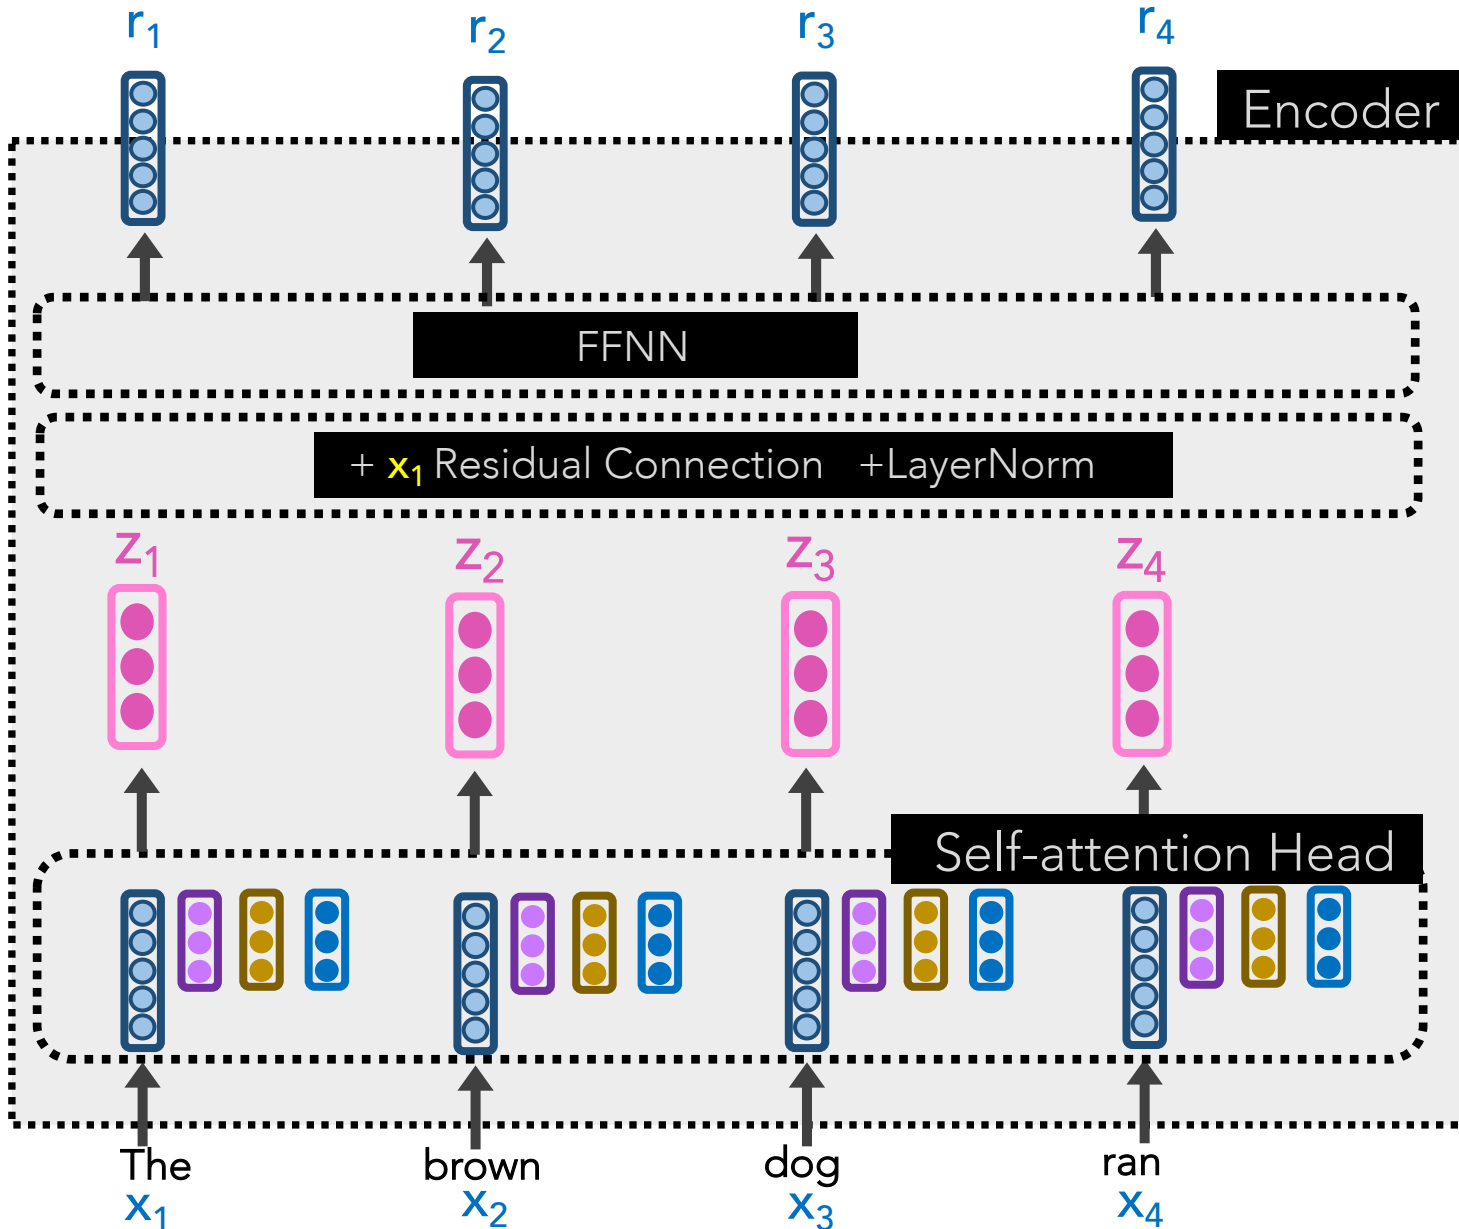 r₁ r₂ r₃ r₄
Encoder
FFNN
+ x₁ Residual Connection +LayerNorm
z₁ z₂ z₃ z₄
Self-attention Head
The brown dog ran
x₁ x₂ x₃ x₄